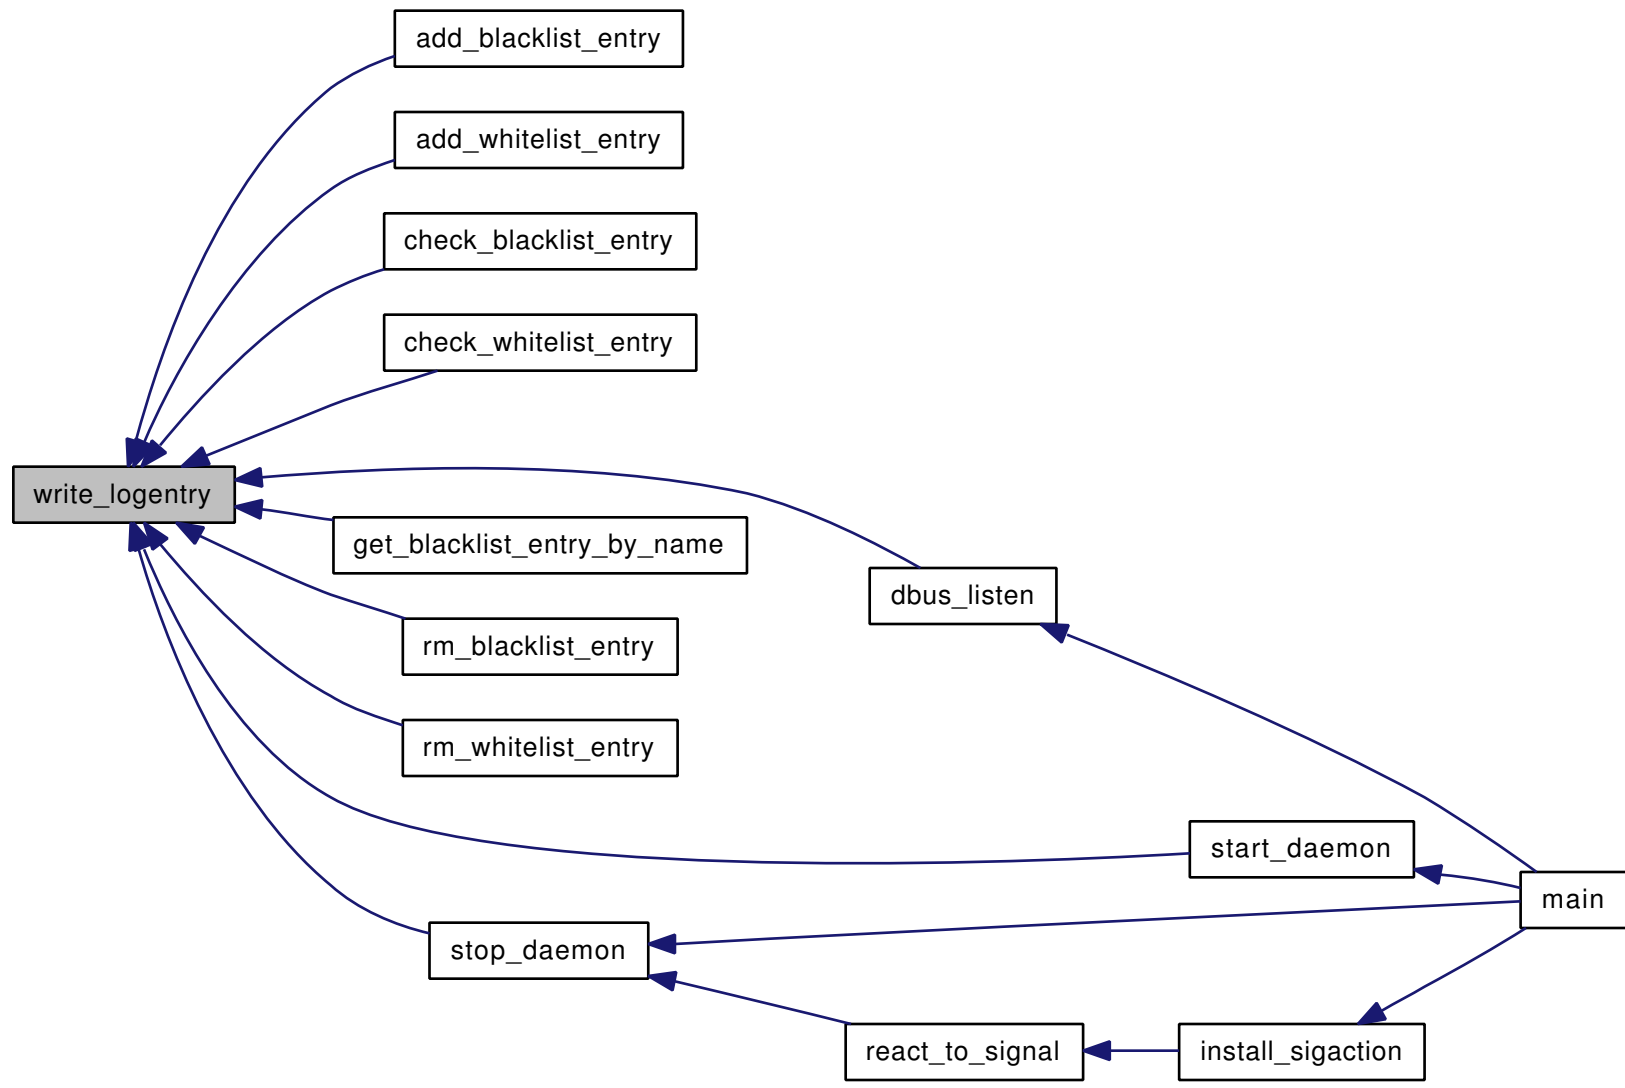 add_blacklist_entry
add_whitelist_entry
check_blacklist_entry
check_whitelist_entry
write_logentry
get_blacklist_entry_by_name
dbus_listen
rm_blacklist_entry
rm_whitelist_entry
start_daemon
main
stop_daemon
react_to_signal
install_sigaction